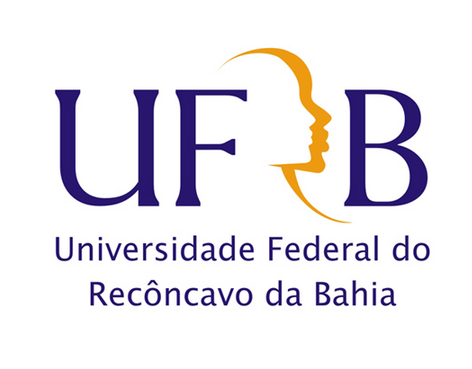 UFRB
Universidade Federal do
Recôncavo da Bahia